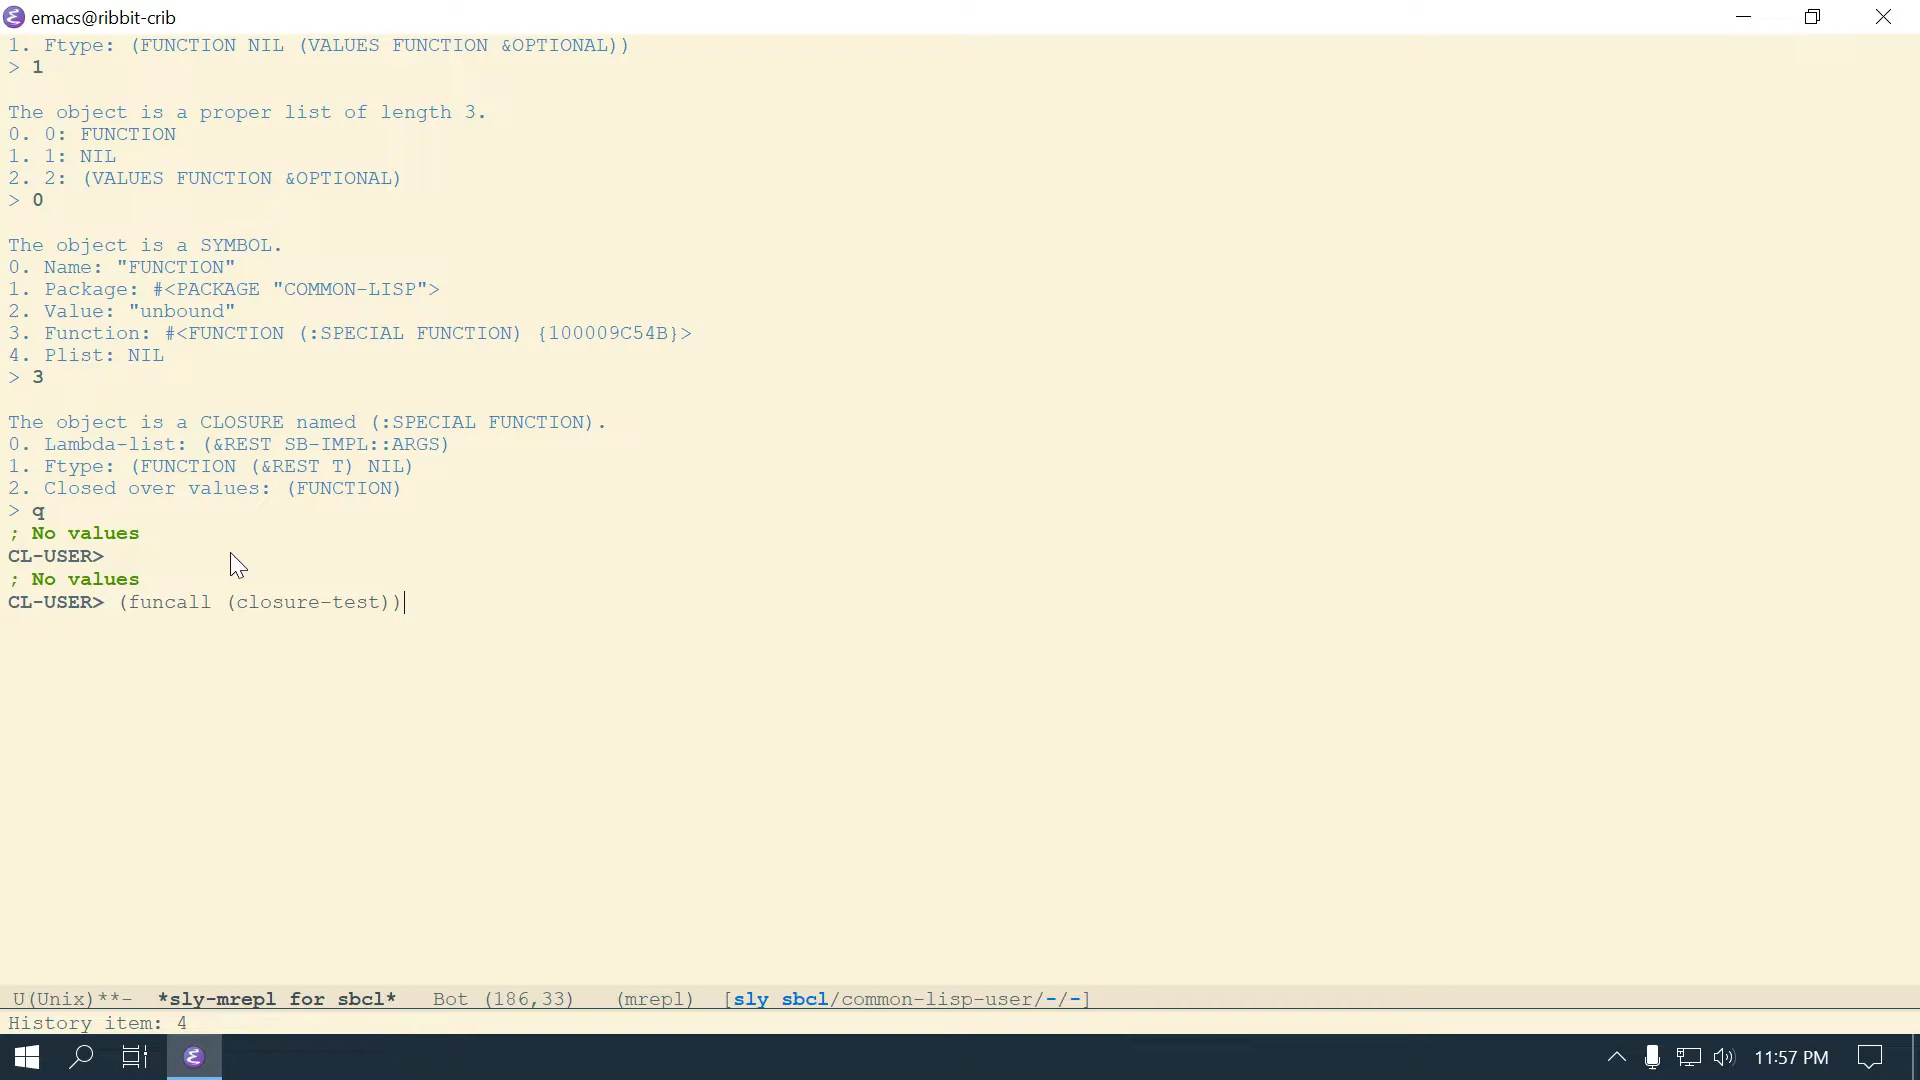 emacs@ribbit-crib
1. Ftype: (FUNCTION NIL (VALUES FUNCTION &OPTIONAL))
> 1
The object is a proper list of length 3.
0. 0: FUNCTION
1. 1: NIL
2. 2: (VALUES FUNCTION &OPTIONAL)
> 0
The object is a SYMBOL.
0. Name: "FUNCTION"
1. Package: #<PACKAGE "COMMON-LISP">
2. Value: "unbound"
3. Function: #<FUNCTION (:SPECIAL FUNCTION) {100009C54B}>
4. Plist: NIL
> 3
The object is a CLOSURE named (:SPECIAL FUNCTION).
0. Lambda-list: (&REST SB-IMPL::ARGS)
1. Ftype: (FUNCTION (&REST T) NIL)
2. Closed over values: (FUNCTION)
> q
; No values
CL-USER>
; No values
CL-USER> (funcall (closure-test))
U(Unix)**-  *sly-mrepl for sbcl*   Bot (186,33)   (mrepl)  [sly sbcl/common-lisp-user/-/-]
History item: 4
11:57 PM